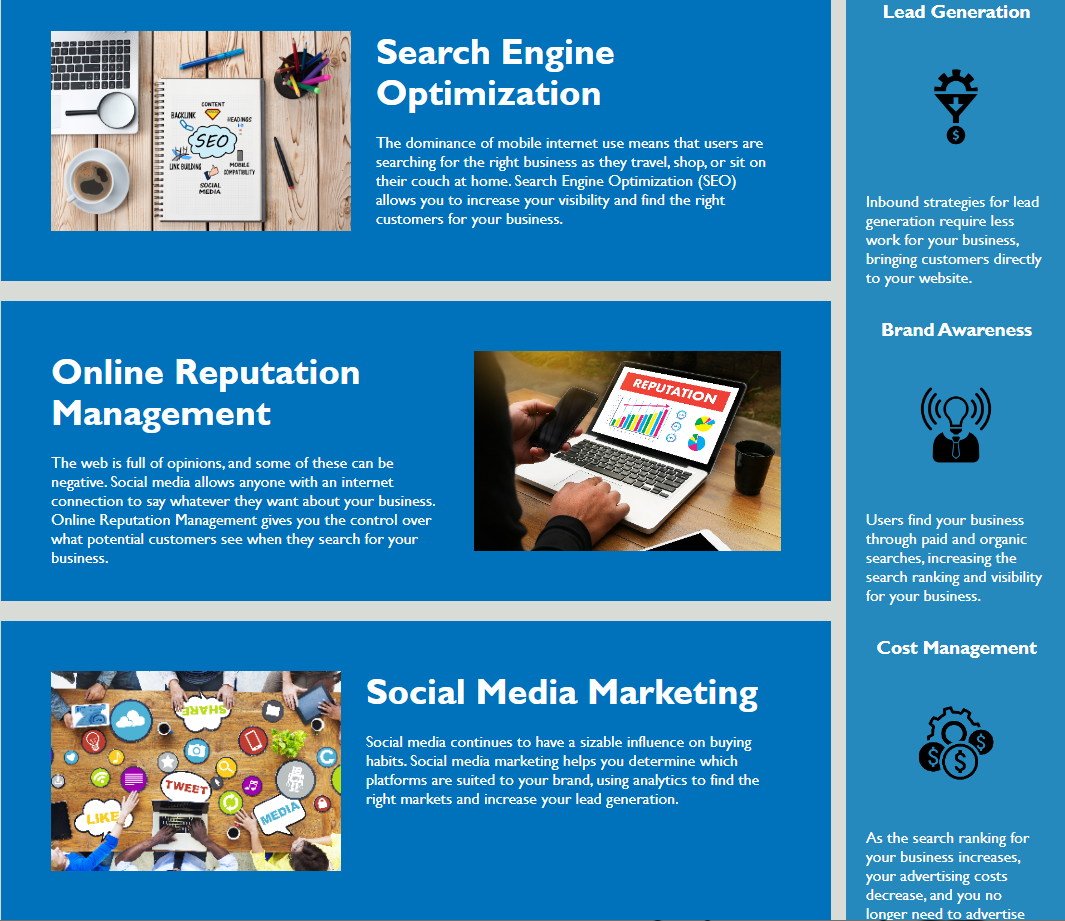 Search Engine
Optimization
The dominance of mobile internet use means that users are
searching for the right business as they travel, shop, or sit on
their couch at home. Search Engine Optimization (SEO)
allows you to increase your visibility and find the right
customers for your business.
CONTENT
BACKLINK
HEADINGS
SEO
LINK BUILDING
MOBILE
COMPATIBILITY
SOCIAL
MEDIA
Online Reputation
Management
The web is full of opinions, and some of these can be
negative. Social media allows anyone with an internet
connection to say whatever they want about your business.
Online Reputation Management gives you the control over
what potential customers see when they search for your
business.
REPUTATION
SHARE
TWEET
LIKE
MEDIA
Social Media Marketing
Social media continues to have a sizable influence on buying
habits. Social media marketing helps you determine which
platforms are suited to your brand, using analytics to find the
right markets and increase your lead generation.
Lead Generation
$
Inbound strategies for lead
generation require less
work for your business,
bringing customers directly
to your website.
Brand Awareness
Users find your business
through paid and organic
searches, increasing the
search ranking and visibility
for your business.
Cost Management
$ $ $
As the search ranking for
your business increases,
your advertising costs
decrease, and you no
longer need to advertise